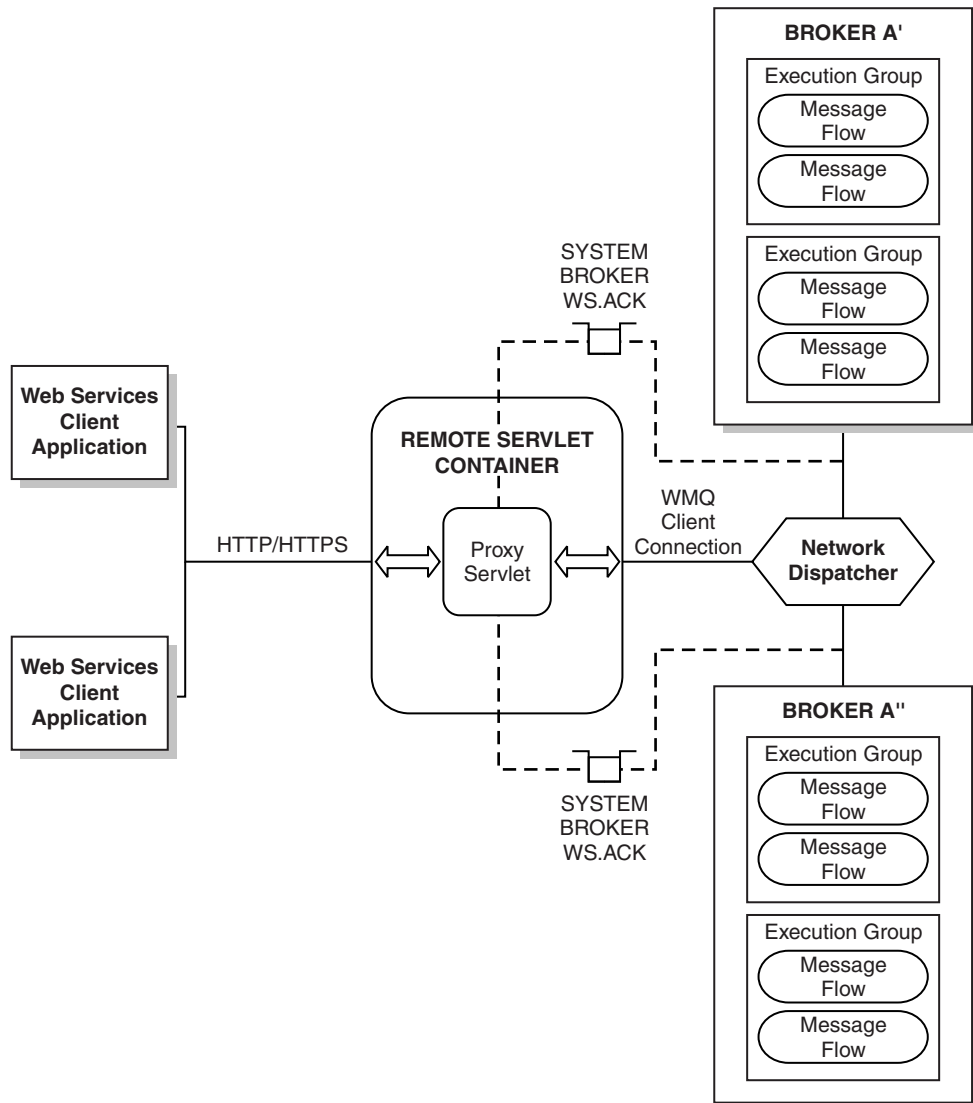 BROKER A'
Execution Group
Message
Flow
Message
Flow
Execution Group
Message
Flow
Message
Flow
SYSTEM
BROKER
WS.ACK
Web Services
Client
Application
REMOTE SERVLET
CONTAINER
HTTP/HTTPS
Proxy
Servlet
WMQ
Client
Connection
Network
Dispatcher
Web Services
Client
Application
SYSTEM
BROKER
WS.ACK
BROKER A''
Execution Group
Message
Flow
Message
Flow
Execution Group
Message
Flow
Message
Flow